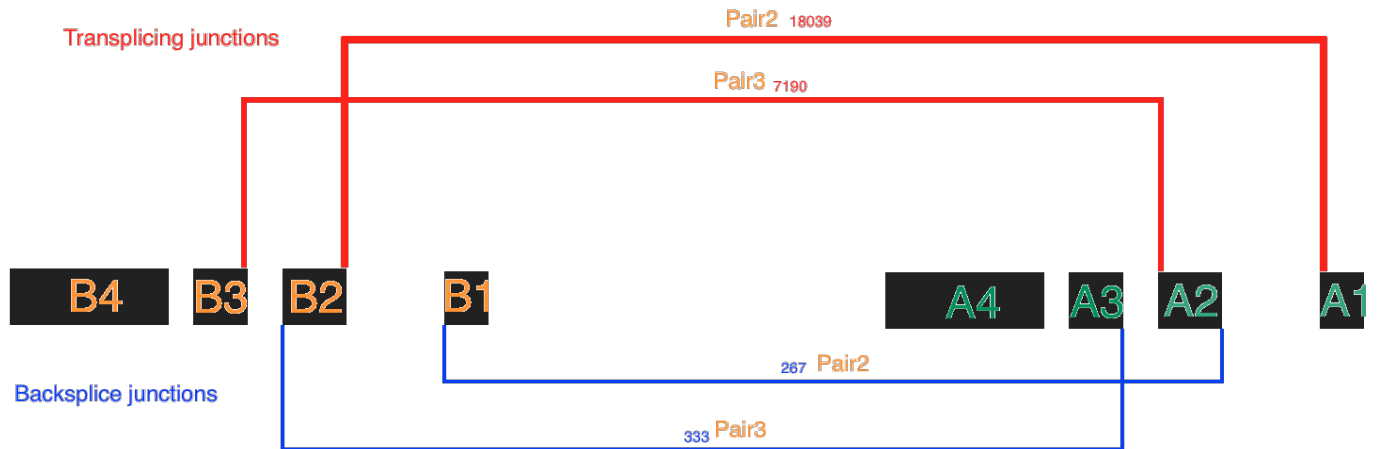 Pair2 18039
Transplicing junctions
Pair3 7190
B4 B3 B2 B1 A4 A3 A2 A1
267 Pair2
Backsplice junctions
333 Pair3